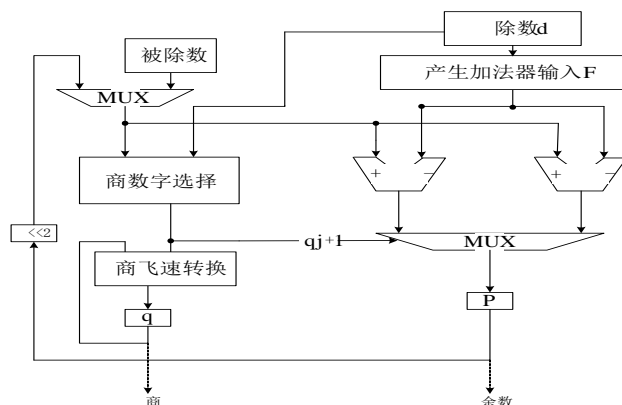 除数d
被除数
产生加法器输入F
MUX
+
−
+
−
商数字选择
<<2
qj+1
MUX
商飞速转换
q
P
商
余数